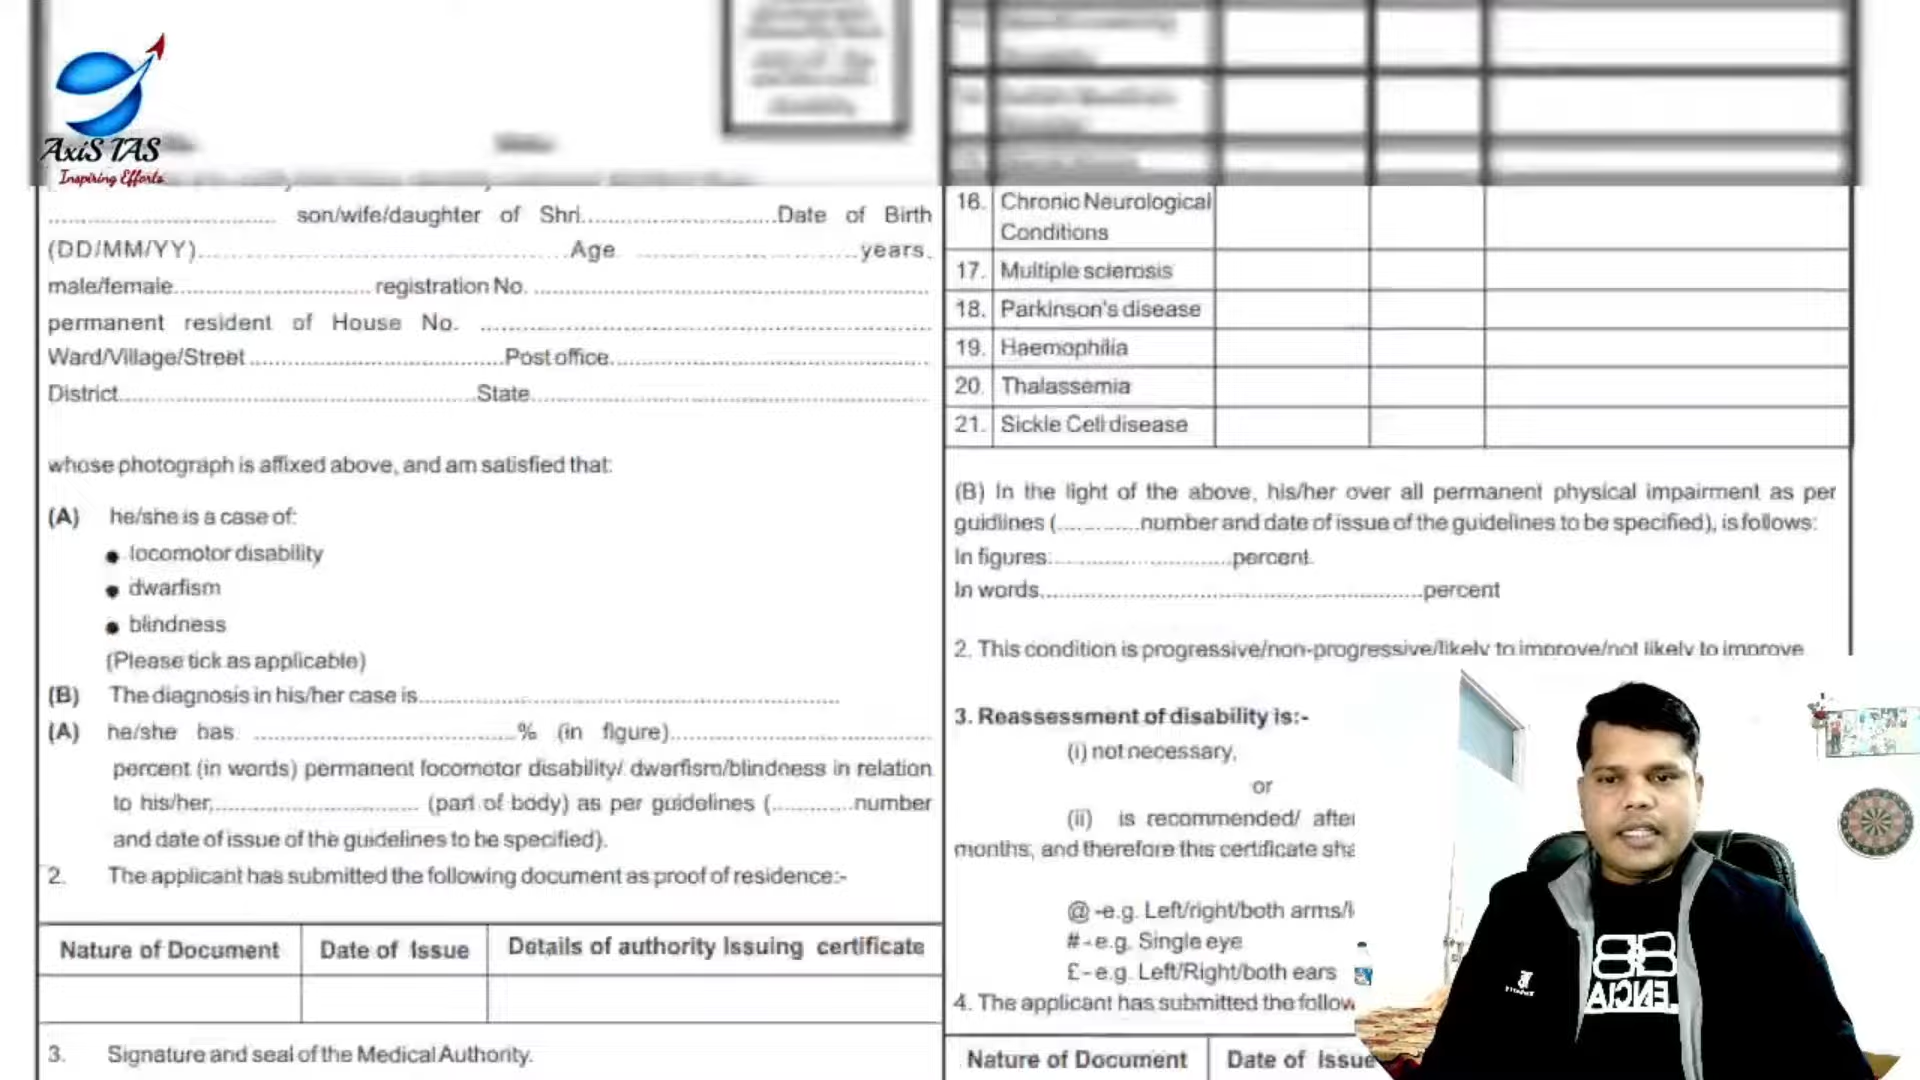 AxiS IAS
Inspiring Efforts
............................ son/wife/daughter of Shri............................Date of Birth
(DD/MM/YY)............................Age ............................years,
male/female............................ registration No. ............................
permanent resident of House No. ............................
Ward/Village/Street............................Post office............................
District............................State............................
whose photograph is affixed above, and am satisfied that:
(A) he/she is a case of:
● locomotor disability
● dwarfism
● blindness
(Please tick as applicable)
(B) The diagnosis in his/her case is............................
(A) he/she has ............................% (in figure)............................
percent (in words) permanent locomotor disability/ dwarfism/blindness in relation
to his/her............................ (part of body) as per guidelines (............number
and date of issue of the guidelines to be specified).
2. The applicant has submitted the following document as proof of residence:-
Nature of Document Date of Issue Details of authority Issuing certificate
3. Signature and seal of the Medical Authority.
16. Chronic Neurological
Conditions
17. Multiple sclerosis
18. Parkinson's disease
19. Haemophilia
20. Thalassemia
21. Sickle Cell disease
(B) In the light of the above, his/her over all permanent physical impairment as per
guidlines (............number and date of issue of the guidelines to be specified), is follows:
In figures:............................percent.
In words............................percent
2. This condition is progressive/non-progressive/likely to improve/not likely to improve
3. Reassessment of disability is:-
(i) not necessary,
or
(ii) is recommended/ after
months, and therefore this certificate sha
@ -e.g. Left/right/both arms/l
# - e.g. Single eye
£ - e.g. Left/Right/both ears
4. The applicant has submitted the follow
Nature of Document Date of Issue